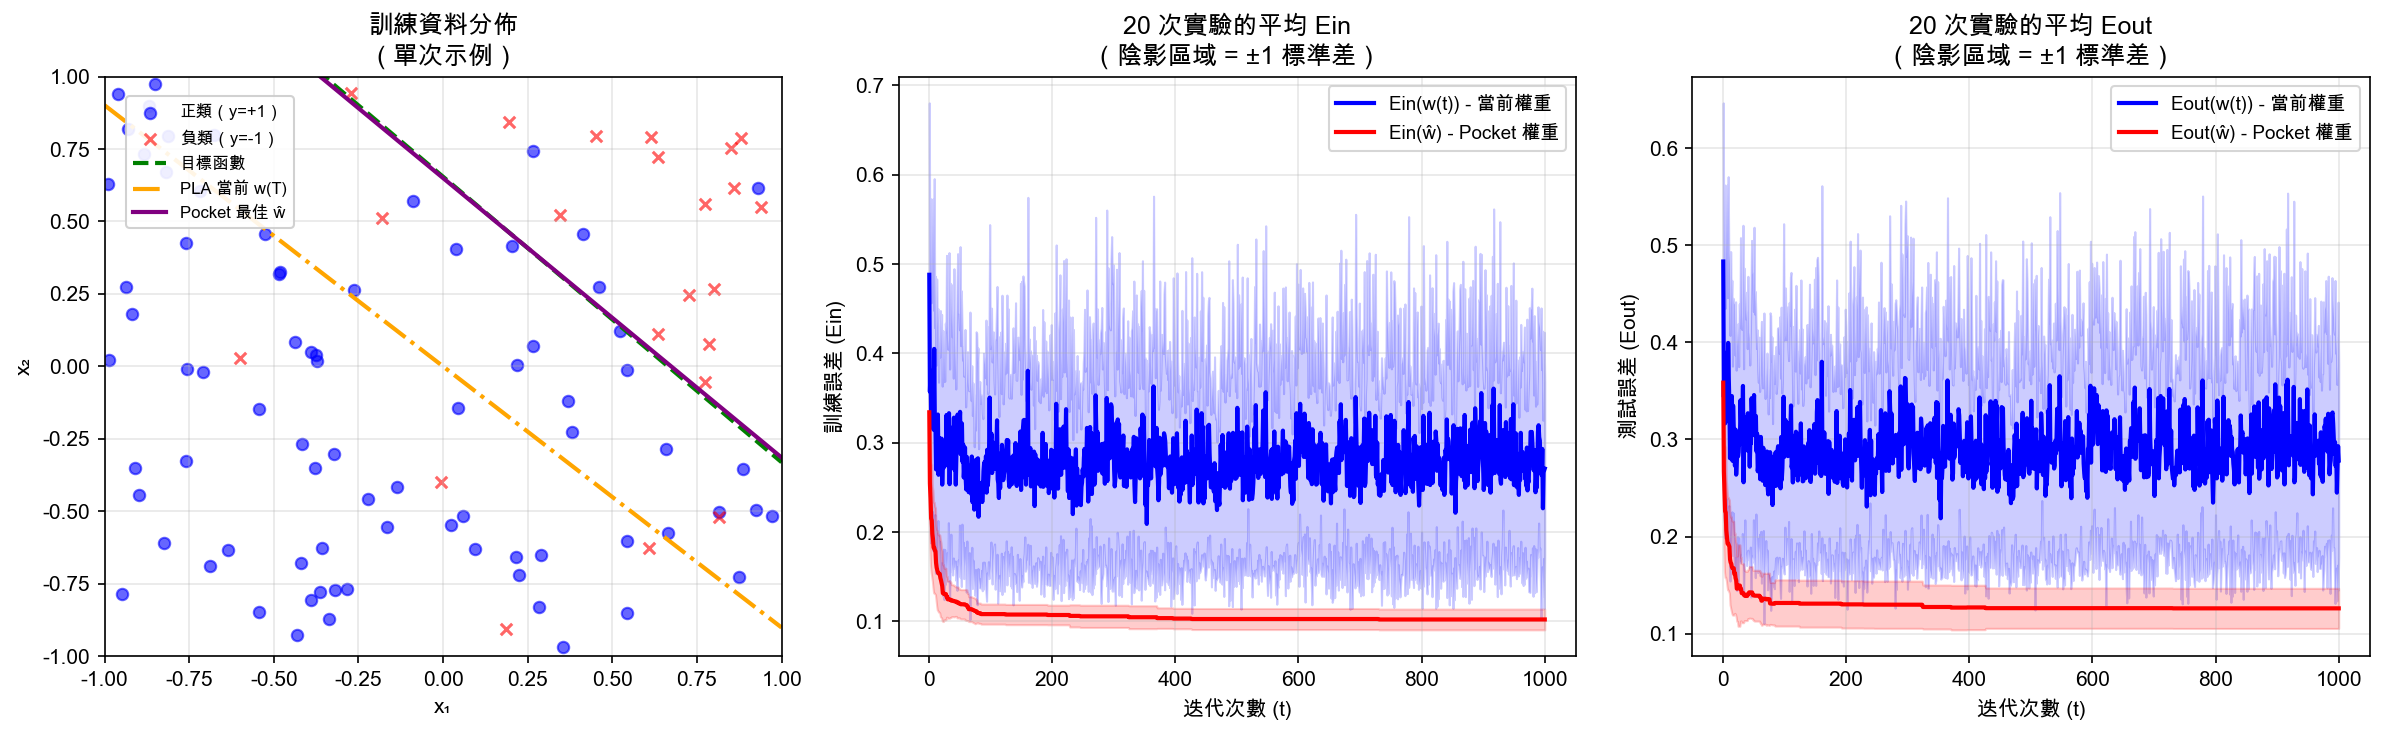 訓練資料分佈
( 單次示例 )
1.00
0.75
0.50
0.25
0.00
-0.25
-0.50
-0.75
-1.00
x₂
正類 ( y=+1 )
負類 ( y=-1 )
目標函數
PLA 當前 w(T)
Pocket 最佳 ŵ
-1.00 -0.75 -0.50 -0.25 0.00 0.25 0.50 0.75 1.00
x₁
20 次實驗的平均 Ein
( 陰影區域 = ±1 標準差 )
0.7
0.6
0.5
0.4
0.3
0.2
0.1
訓練誤差 (Ein)
Ein(w(t)) - 當前權重
Ein(ŵ) - Pocket 權重
0 200 400 600 800 1000
迭代次數 (t)
20 次實驗的平均 Eout
( 陰影區域 = ±1 標準差 )
0.6
0.5
0.4
0.3
0.2
0.1
測試誤差 (Eout)
Eout(w(t)) - 當前權重
Eout(ŵ) - Pocket 權重
0 200 400 600 800 1000
迭代次數 (t)